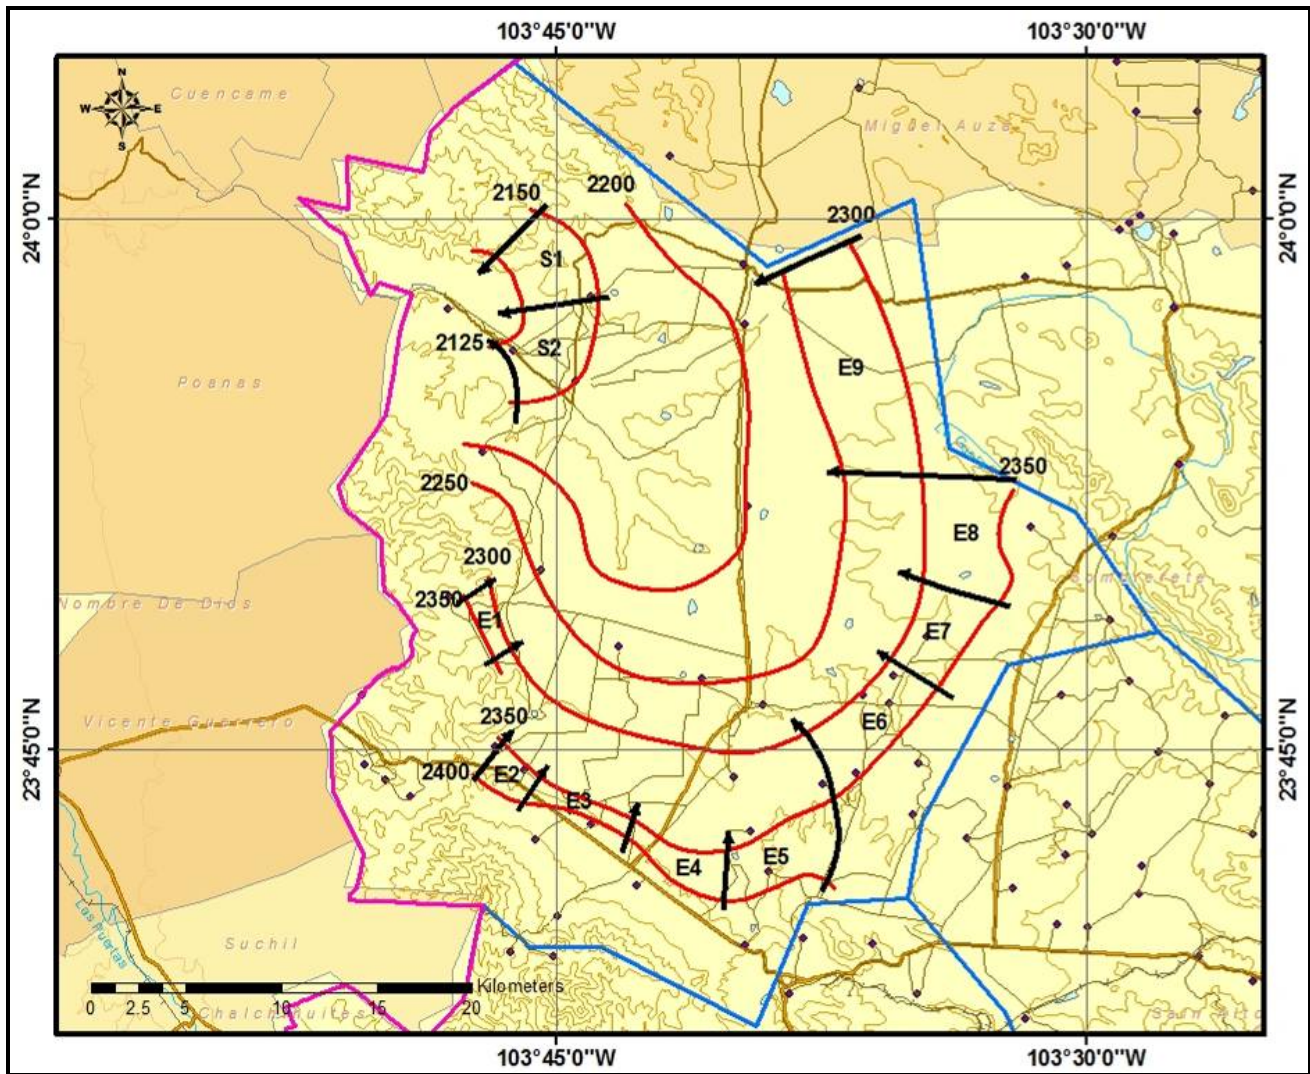 103°45'0"W 103°30'0"W
N
W E
S
Cuencame
Miguel Auza
24°0'0"N 24°0'0"N
2150 2200
2300
S1
2125 S2
E9
Poanas
2350
2250
E8
2300
2350
Sombrerete
Nombre De Dios
E1
E7
Vicente Guerrero
2350
E6
23°45'0"N 23°45'0"N
2400 E2
E3
E4 E5
Las Puertas
Suchil
Kilometers
0 2.5 5 10 15 20
Chalchihuites
103°45'0"W 103°30'0"W